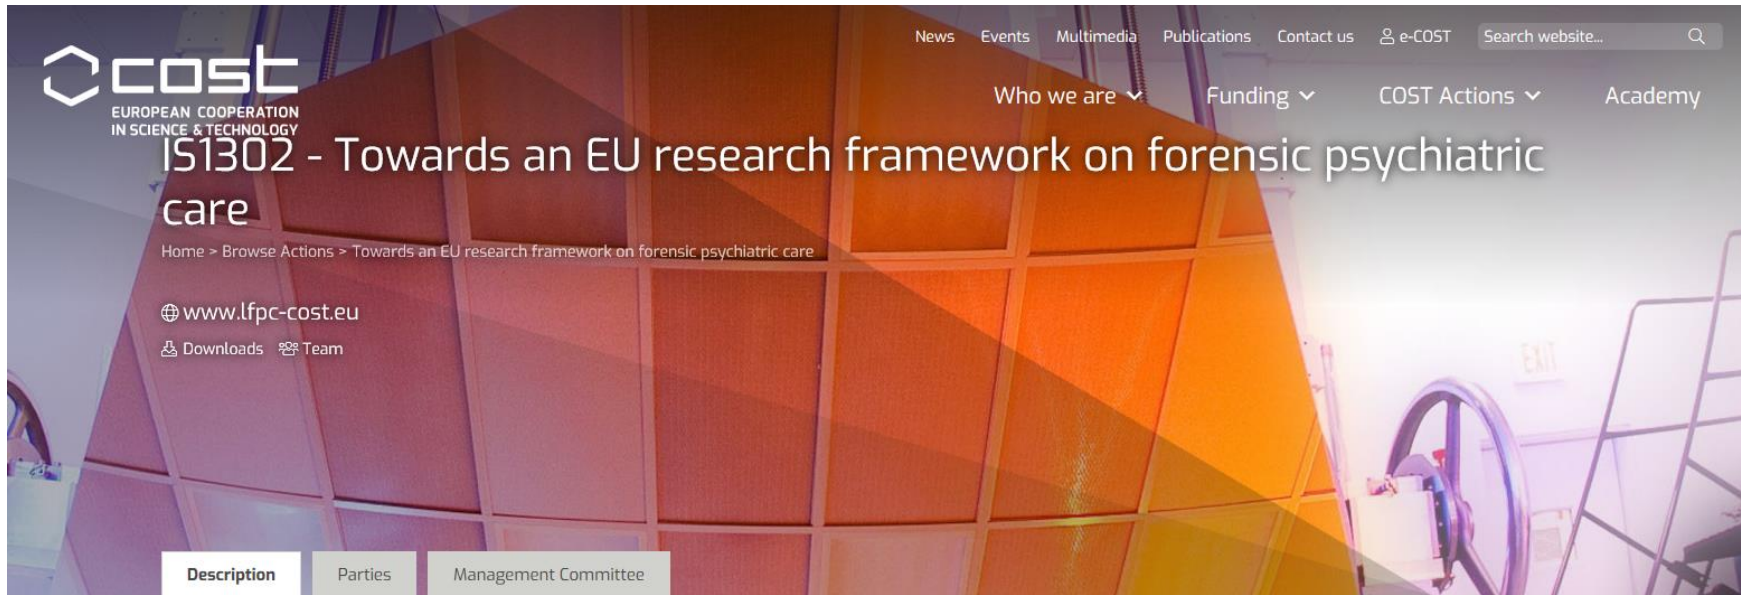 News Events Multimedia Publications Contact us e-COST Search website...
cost
EUROPEAN COOPERATION
IN SCIENCE & TECHNOLOGY
Who we are Funding COST Actions Academy
IS1302 - Towards an EU research framework on forensic psychiatric
care
Home > Browse Actions > Towards an EU research framework on forensic psychiatric care
www.lfpc-cost.eu
Downloads Team
EXIT
Description Parties Management Committee